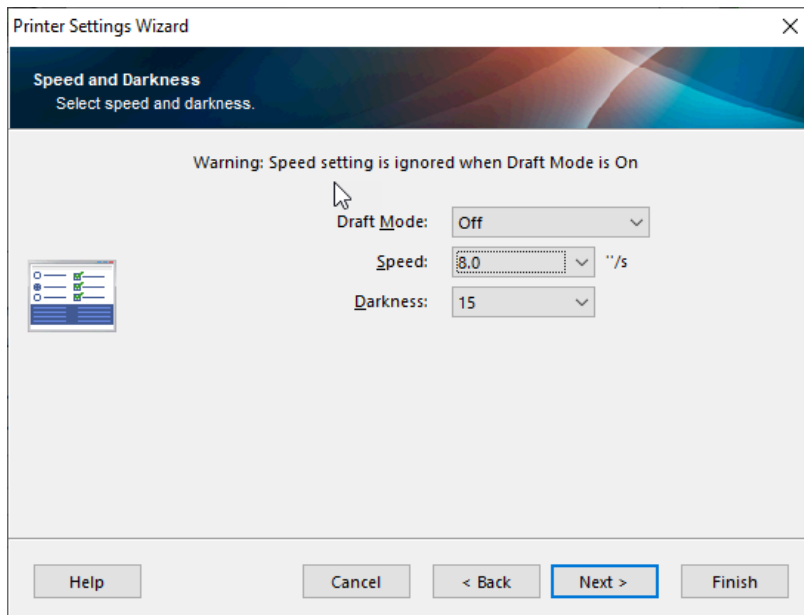 Printer Settings Wizard
Speed and Darkness
Select speed and darkness.
Warning: Speed setting is ignored when Draft Mode is On
Draft Mode: Off
Speed: 8.0 "/s
Darkness: 15
Help Cancel < Back Next > Finish